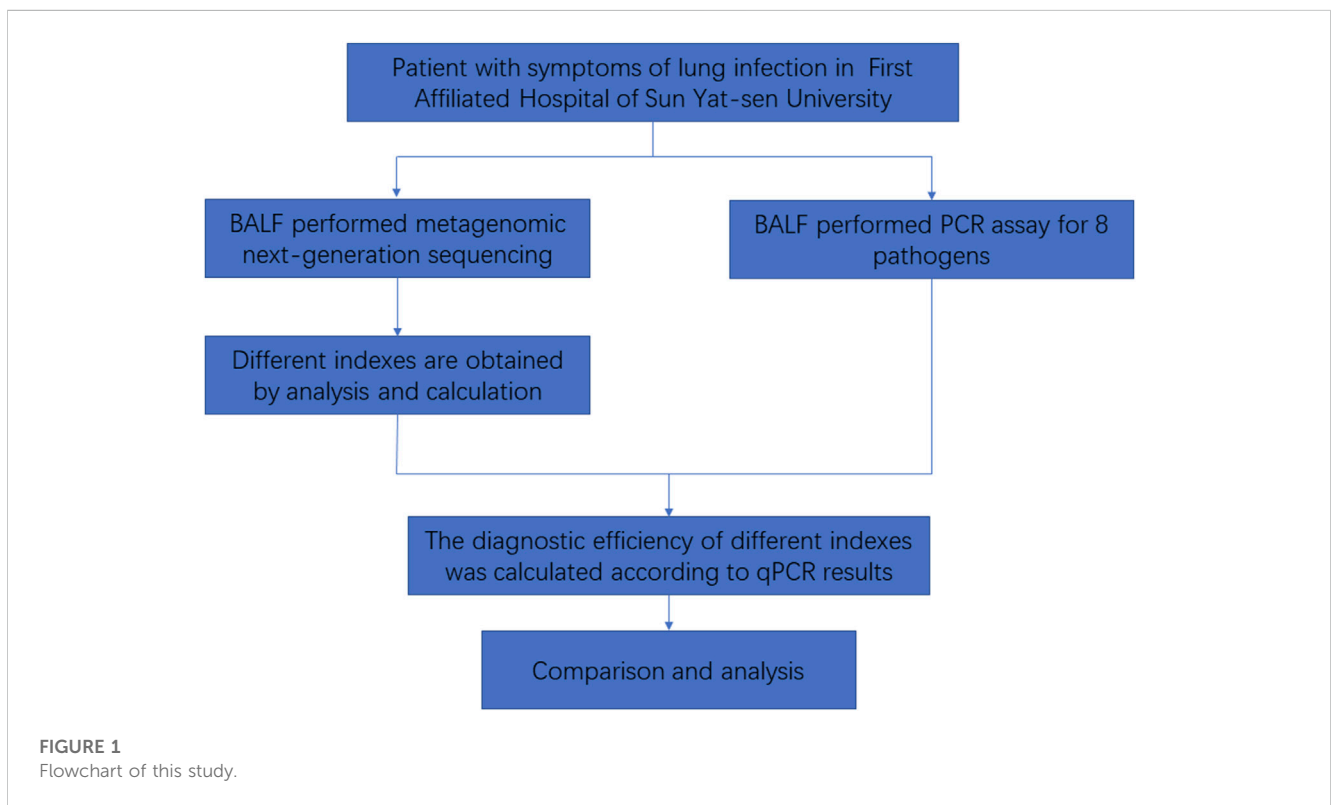 Patient with symptoms of lung infection in First
Affiliated Hospital of Sun Yat-sen University
BALF performed metagenomic
next-generation sequencing
BALF performed PCR assay for 8
pathogens
Different indexes are obtained
by analysis and calculation
The diagnostic efficiency of different indexes
was calculated according to qPCR results
Comparison and analysis
FIGURE 1
Flowchart of this study.